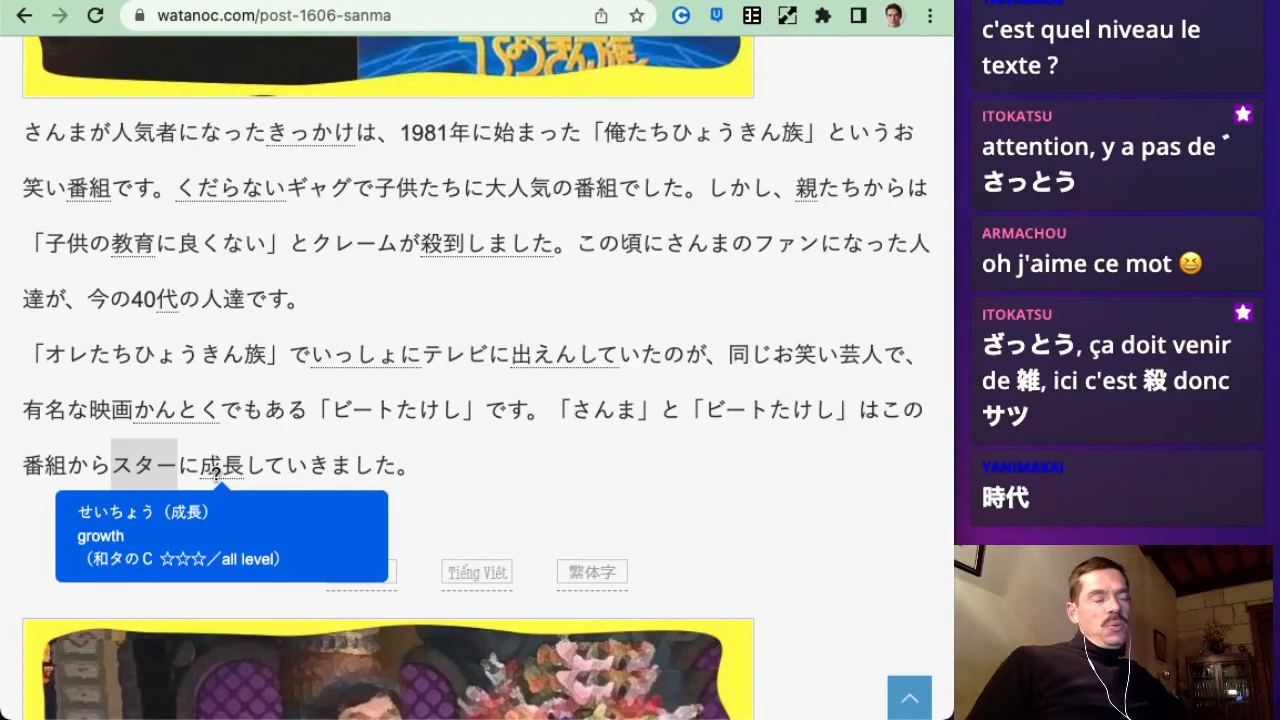 watanoc.com/post-1606-sanma
さんまが人気者になったきっかけは、1981年に始まった「俺たちひょうきん族」というお
笑い番組です。くだらないギャグで子供たちに大人気の番組でした。しかし、親たちからは
「子供の教育に良くない」とクレームが殺到しました。この頃にさんまのファンになった人
達が、今の40代の人達です。
「オレたちひょうきん族」でいっしょにテレビに出えんしていたのが、同じお笑い芸人で、
有名な映画かんとくでもある「ビートたけし」です。「さんま」と「ビートたけし」はこの
番組からスターに成長していきました。
せいちょう（成長）
growth
（和タのＣ ☆☆☆／all level）
Tiếng Việt
繁体字
YANIMAKAI
c'est quel niveau le
texte ?
ITOKATSU
attention, y a pas de ゛
さっとう
ARMACHOU
oh j'aime ce mot 😆
ITOKATSU
ざっとう, ça doit venir
de 雑, ici c'est 殺 donc
サツ
YANIMAKAI
時代